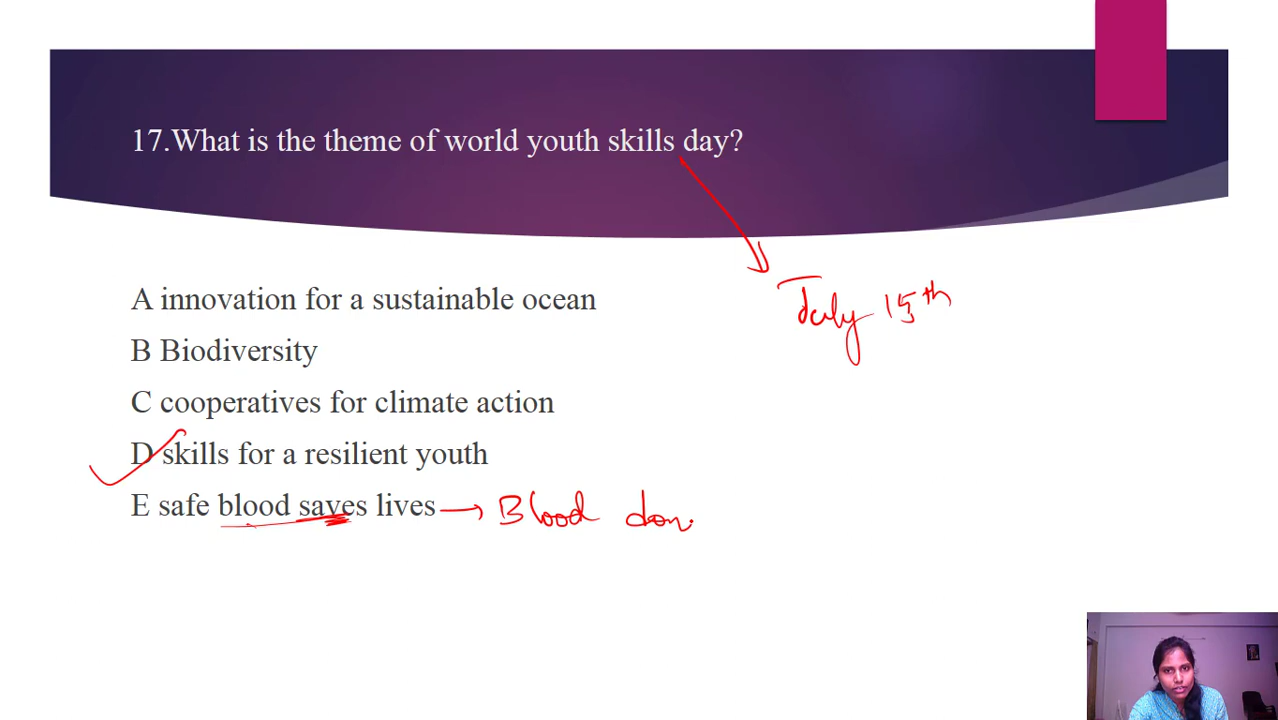 17.What is the theme of world youth skills day?
A innovation for a sustainable ocean
July 15th
B Biodiversity
C cooperatives for climate action
D skills for a resilient youth
E safe blood saves lives → Blood don.